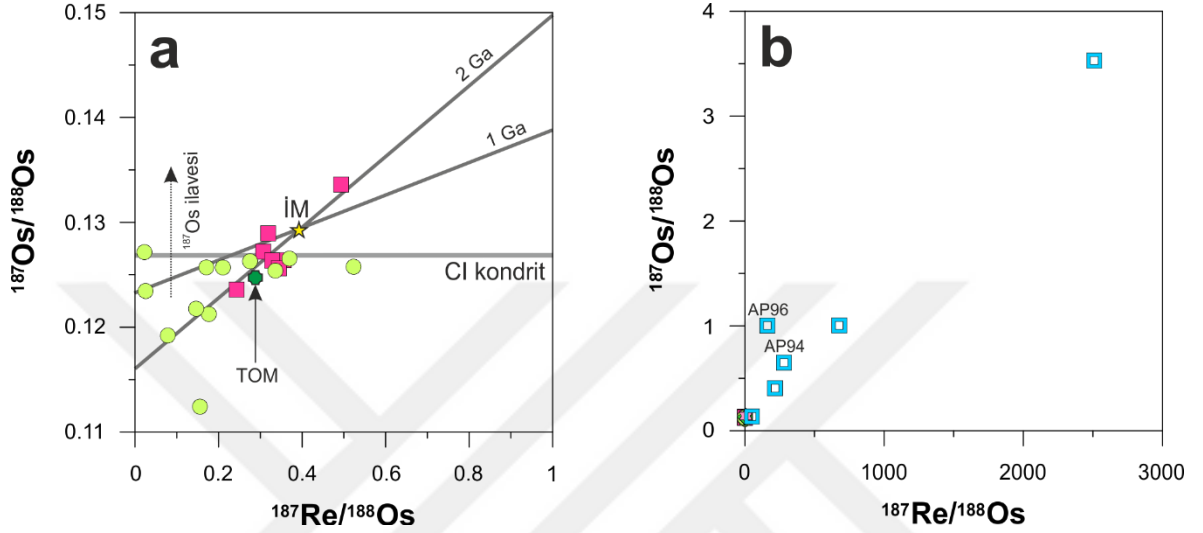 a
0.15
0.14
0.13
0.12
0.11
¹⁸⁷Os/¹⁸⁸Os
2 Ga
1 Ga
¹⁸⁷Os ilavesi
İM
CI kondrit
TOM
0 0.2 0.4 0.6 0.8 1
¹⁸⁷Re/¹⁸⁸Os
b
4
3
2
1
0
¹⁸⁷Os/¹⁸⁸Os
AP96
AP94
0 1000 2000 3000
¹⁸⁷Re/¹⁸⁸Os